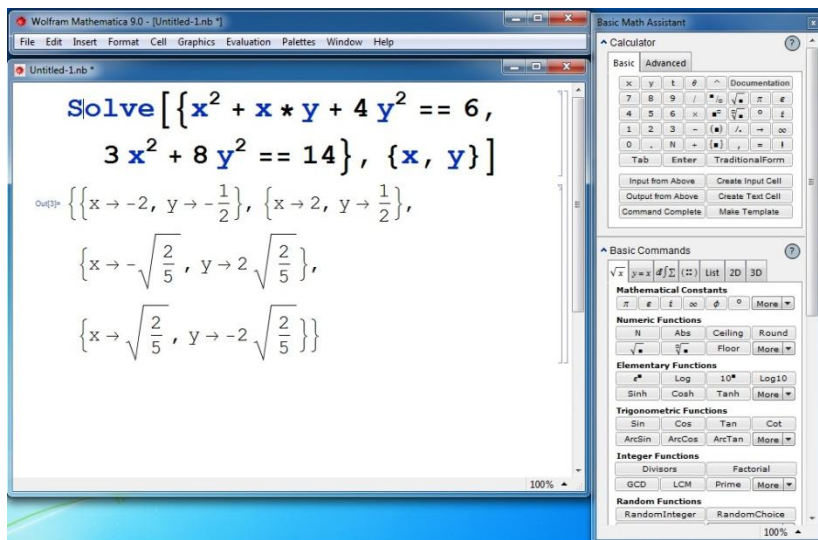 Wolfram Mathematica 9.0 - [Untitled-1.nb *]
File Edit Insert Format Cell Graphics Evaluation Palettes Window Help
Untitled-1.nb *
Solve[{x² + x * y + 4 y² == 6,
3 x² + 8 y² == 14}, {x, y}]
Out[3]= {{x → -2, y → -1/2}, {x → 2, y → 1/2},
{x → -√(2/5), y → 2 √(2/5)},
{x → √(2/5), y → -2 √(2/5)}}
100%
Basic Math Assistant
Calculator ?
Basic Advanced
x y t θ ^ Documentation
7 8 9 /
4 5 6 ×
1 2 3 -
0 . N +
Tab Enter TraditionalForm
Input from Above Create Input Cell
Output from Above Create Text Cell
Command Complete Make Template
Basic Commands ?
√x y=x d∫Σ List 2D 3D
Mathematical Constants
π ∞ ϕ ° More
Numeric Functions
N Abs Ceiling Round
Floor More
Elementary Functions
Log 10 Log10
Sinh Cosh Tanh More
Trigonometric Functions
Sin Cos Tan Cot
ArcSin ArcCos ArcTan More
Integer Functions
Divisors Factorial
GCD LCM Prime More
Random Functions
RandomInteger RandomChoice
100%